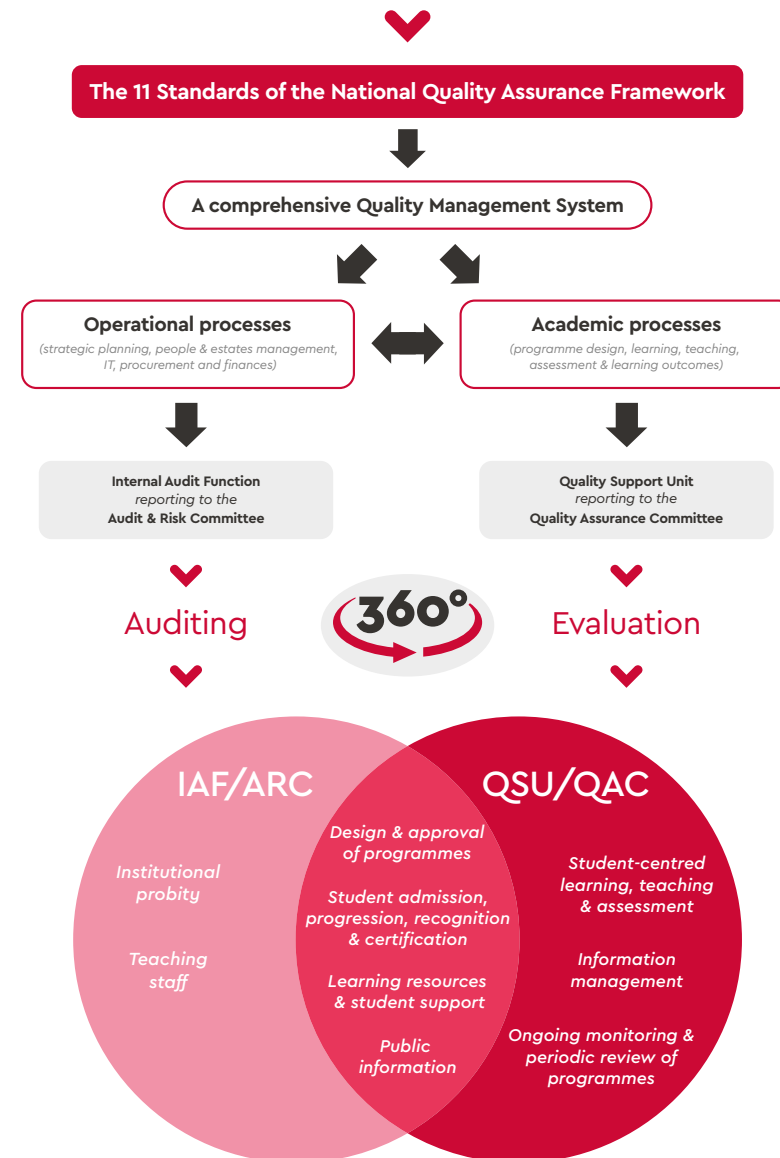 The 11 Standards of the National Quality Assurance Framework
A comprehensive Quality Management System
Operational processes
(strategic planning, people & estates management,
IT, procurement and finances)
Academic processes
(programme design, learning, teaching,
assessment & learning outcomes)
Internal Audit Function
reporting to the
Audit & Risk Committee
Quality Support Unit
reporting to the
Quality Assurance Committee
Auditing
360°
Evaluation
IAF/ARC
Institutional
probity
Teaching
staff
Design & approval
of programmes
Student admission,
progression, recognition
& certification
Learning resources
& student support
Public
information
QSU/QAC
Student-centred
learning, teaching
& assessment
Information
management
Ongoing monitoring &
periodic review of
programmes